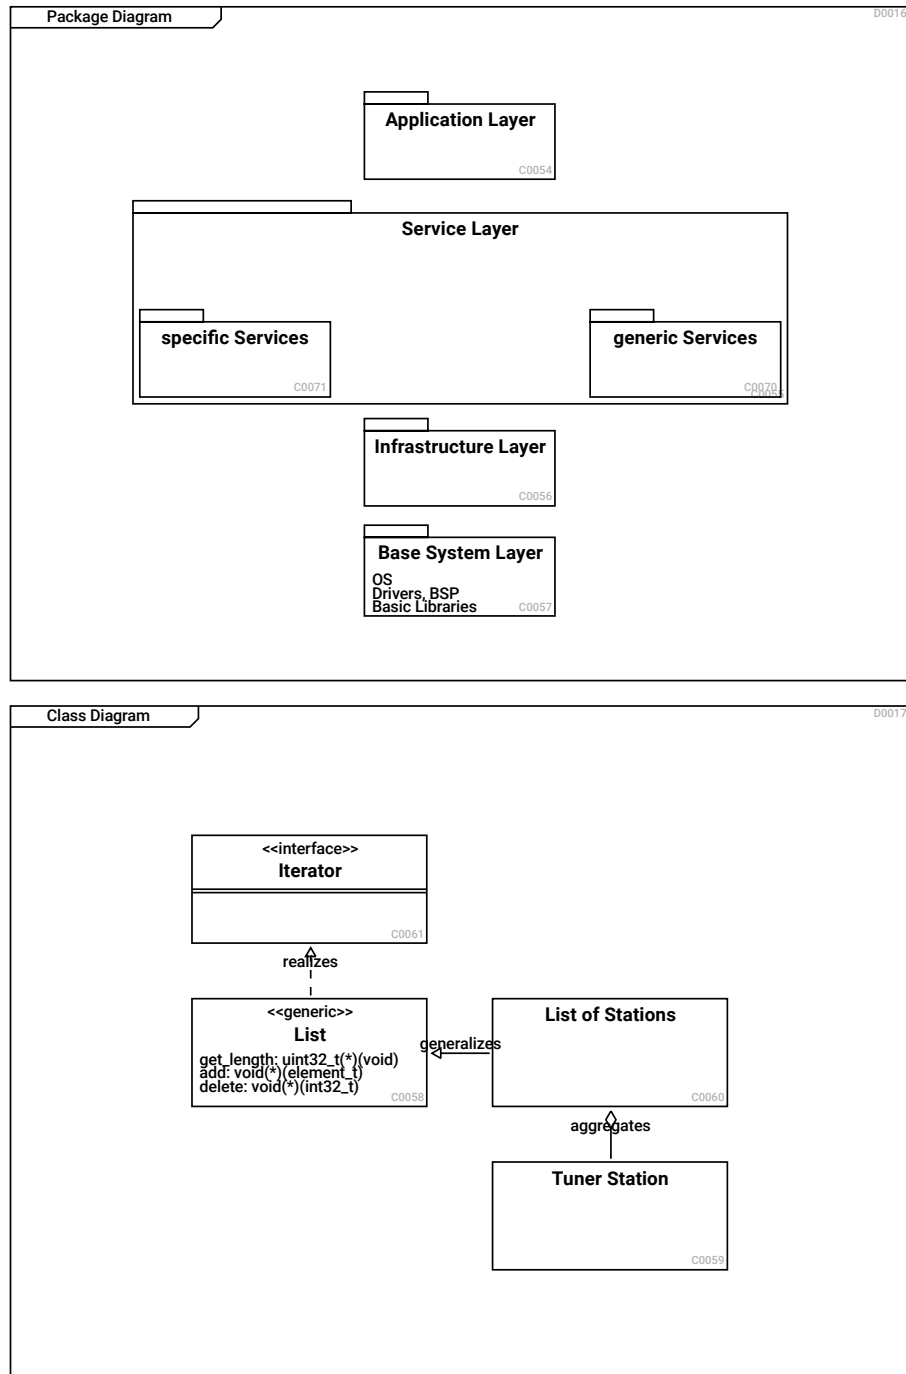 Package Diagram
D0016
Application Layer
C0054
Service Layer
specific Services
C0071
generic Services
C0070
C0055
Infrastructure Layer
C0056
Base System Layer
OS
Drivers, BSP
Basic Libraries
C0057
Class Diagram
D0017
<<interface>>
Iterator
C0061
realizes
<<generic>>
List
get_length: uint32_t(*)(void)
add: void(*)(element_t)
delete: void(*)(int32_t)
C0058
generalizes
List of Stations
C0060
aggregates
Tuner Station
C0059